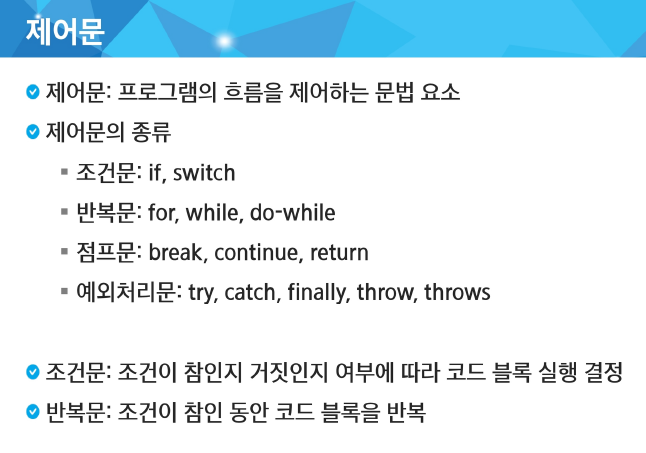 제어문
제어문: 프로그램의 흐름을 제어하는 문법 요소
제어문의 종류
조건문: if, switch
반복문: for, while, do-while
점프문: break, continue, return
예외처리문: try, catch, finally, throw, throws
조건문: 조건이 참인지 거짓인지 여부에 따라 코드 블록 실행 결정
반복문: 조건이 참인 동안 코드 블록을 반복